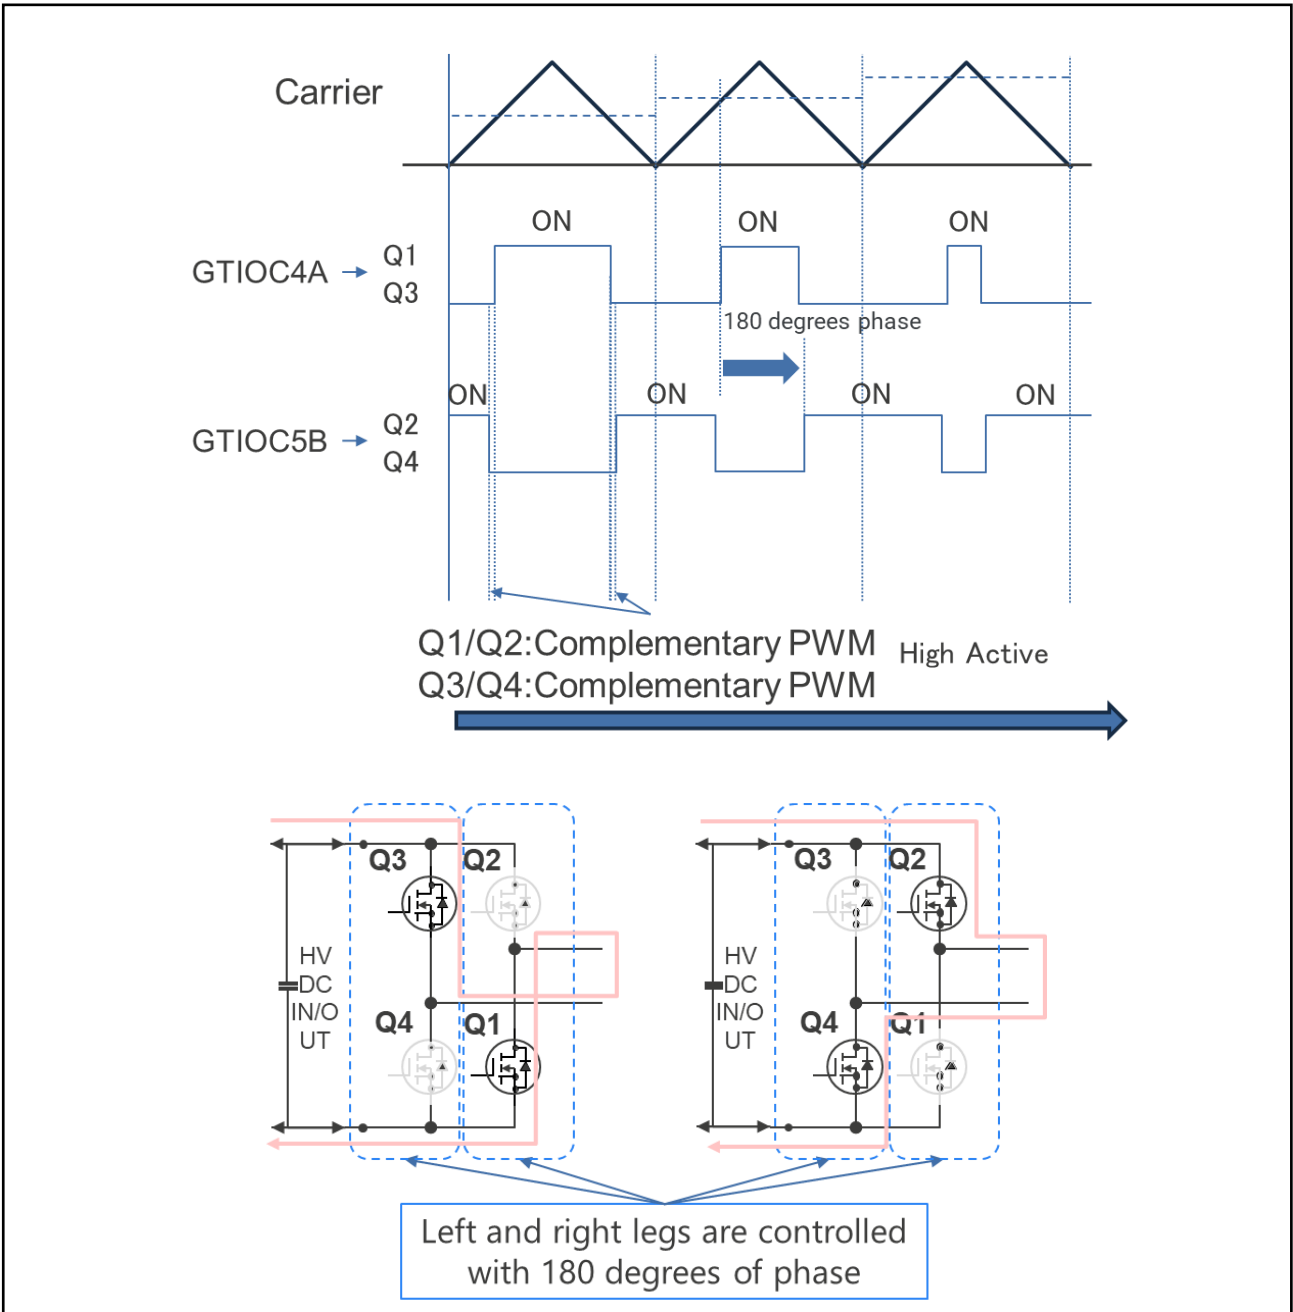 Carrier
ON
ON
ON
GTIOC4A
Q1
Q3
180 degrees phase
ON
ON
ON
ON
GTIOC5B
Q2
Q4
Q1/Q2:Complementary PWM
High Active
Q3/Q4:Complementary PWM
Q3
Q2
HV
DC
IN/O
UT
Q4
Q1
Q3
Q2
HV
DC
IN/O
UT
Q4
Q1
Left and right legs are controlled
with 180 degrees of phase